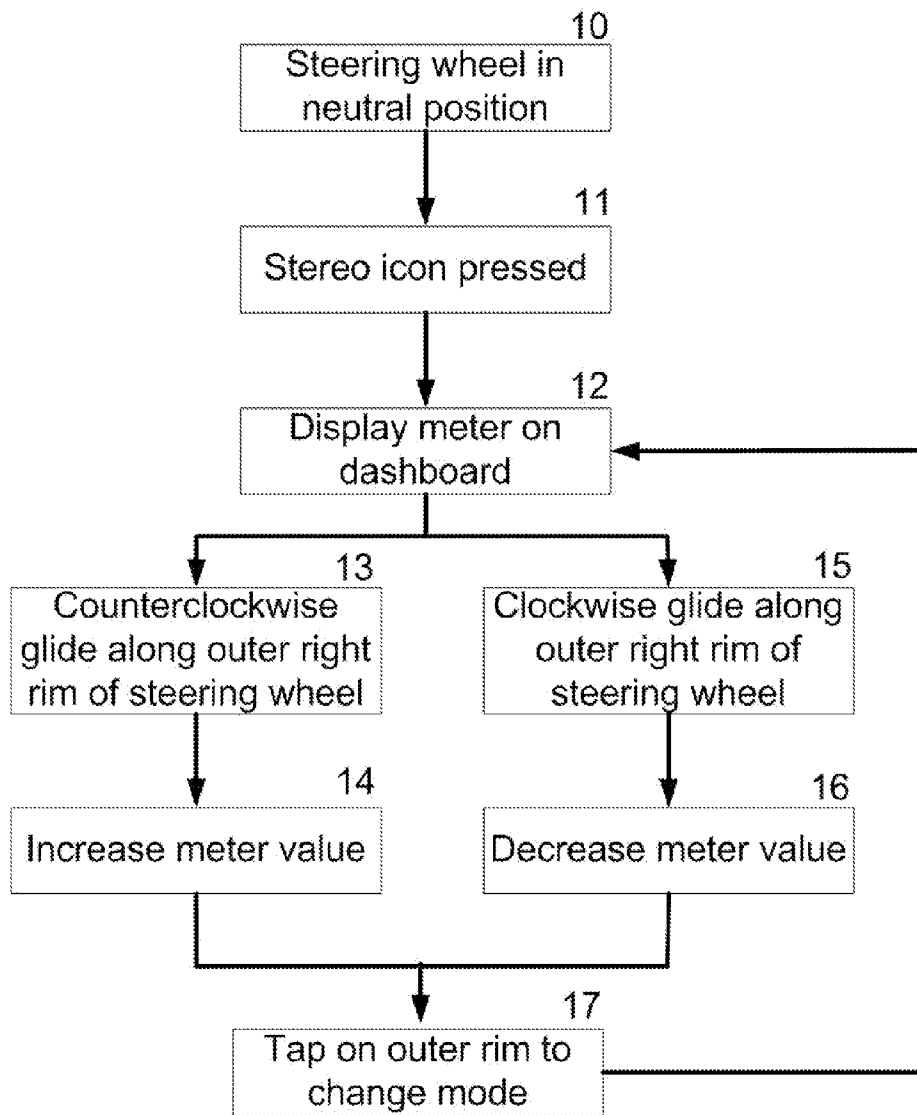 10
Steering wheel in
neutral position
11
Stereo icon pressed
12
Display meter on
dashboard
13
Counterclockwise
glide along outer right
rim of steering wheel
15
Clockwise glide along
outer right rim of
steering wheel
14
Increase meter value
16
Decrease meter value
17
Tap on outer rim to
change mode